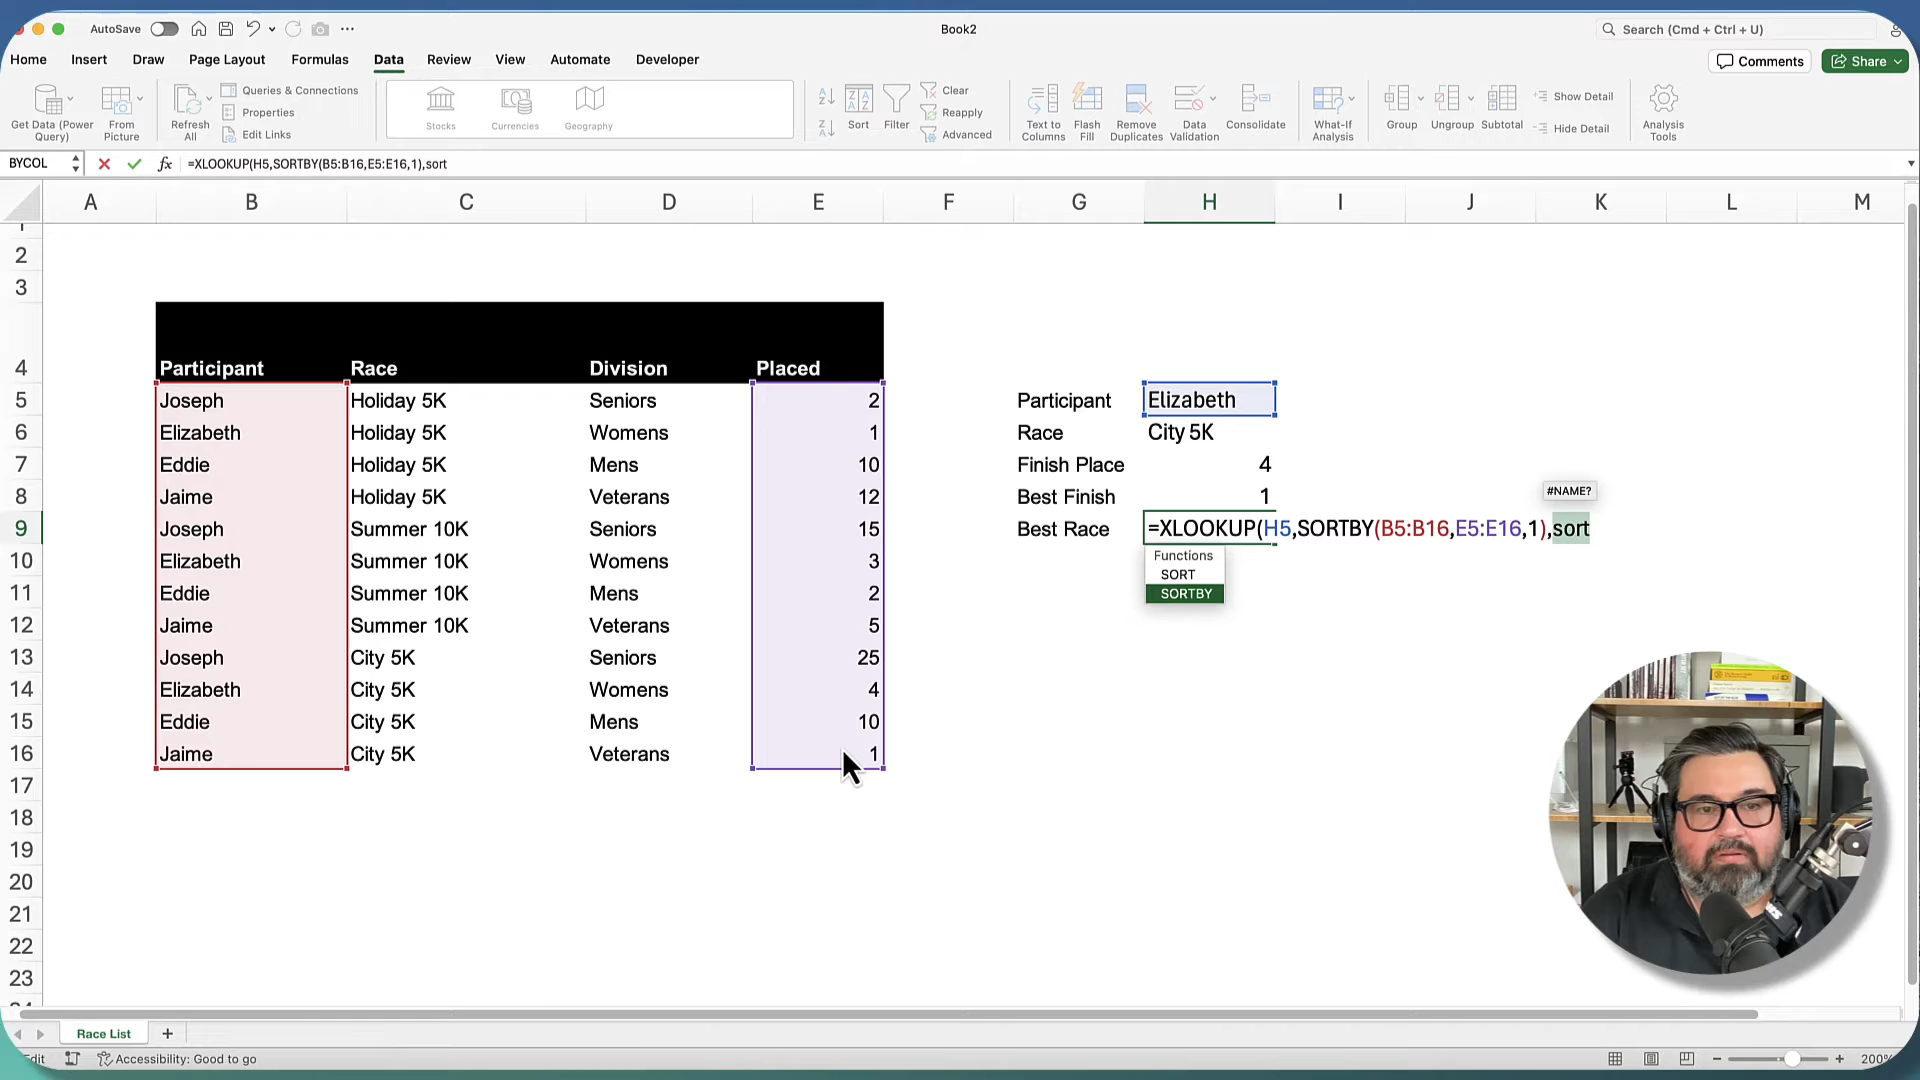 AutoSave
Book2
Search (Cmd + Ctrl + U)
Home Insert Draw Page Layout Formulas Data Review View Automate Developer
Comments
Share
Get Data (Power Query)
From Picture
Refresh All
Queries & Connections
Properties
Edit Links
Stocks
Currencies
Geography
Sort
Filter
Clear
Reapply
Advanced
Text to Columns
Flash Fill
Remove Duplicates
Data Validation
Consolidate
What-If Analysis
Group
Ungroup
Subtotal
Show Detail
Hide Detail
Analysis Tools
BYCOL fx =XLOOKUP(H5,SORTBY(B5:B16,E5:E16,1),sort
A B C D E F G H I J K L M
2
3
4 Participant Race Division Placed
5 Joseph Holiday 5K Seniors 2 Participant Elizabeth
6 Elizabeth Holiday 5K Womens 1 Race City 5K
7 Eddie Holiday 5K Mens 10 Finish Place 4
8 Jaime Holiday 5K Veterans 12 Best Finish 1 #NAME?
9 Joseph Summer 10K Seniors 15 Best Race =XLOOKUP(H5,SORTBY(B5:B16,E5:E16,1),sort
Functions
10 Elizabeth Summer 10K Womens 3 SORT
11 Eddie Summer 10K Mens 2 SORTBY
12 Jaime Summer 10K Veterans 5
13 Joseph City 5K Seniors 25
14 Elizabeth City 5K Womens 4
15 Eddie City 5K Mens 10
16 Jaime City 5K Veterans 1
17
18
19
20
21
22
23
Race List
Accessibility: Good to go
200%